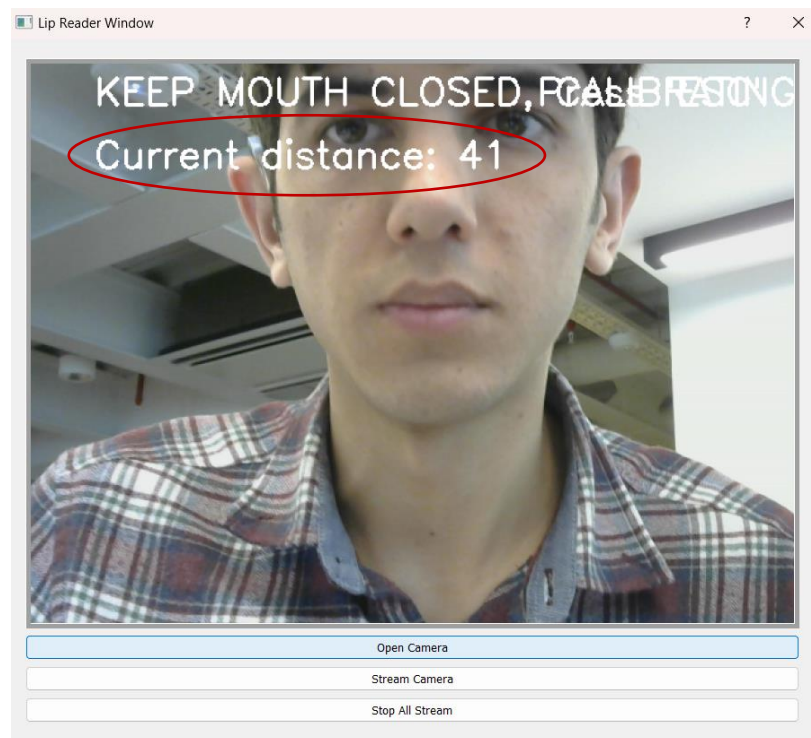 Lip Reader Window
KEEP MOUTH CLOSED,
Current distance: 41
Open Camera
Stream Camera
Stop All Stream